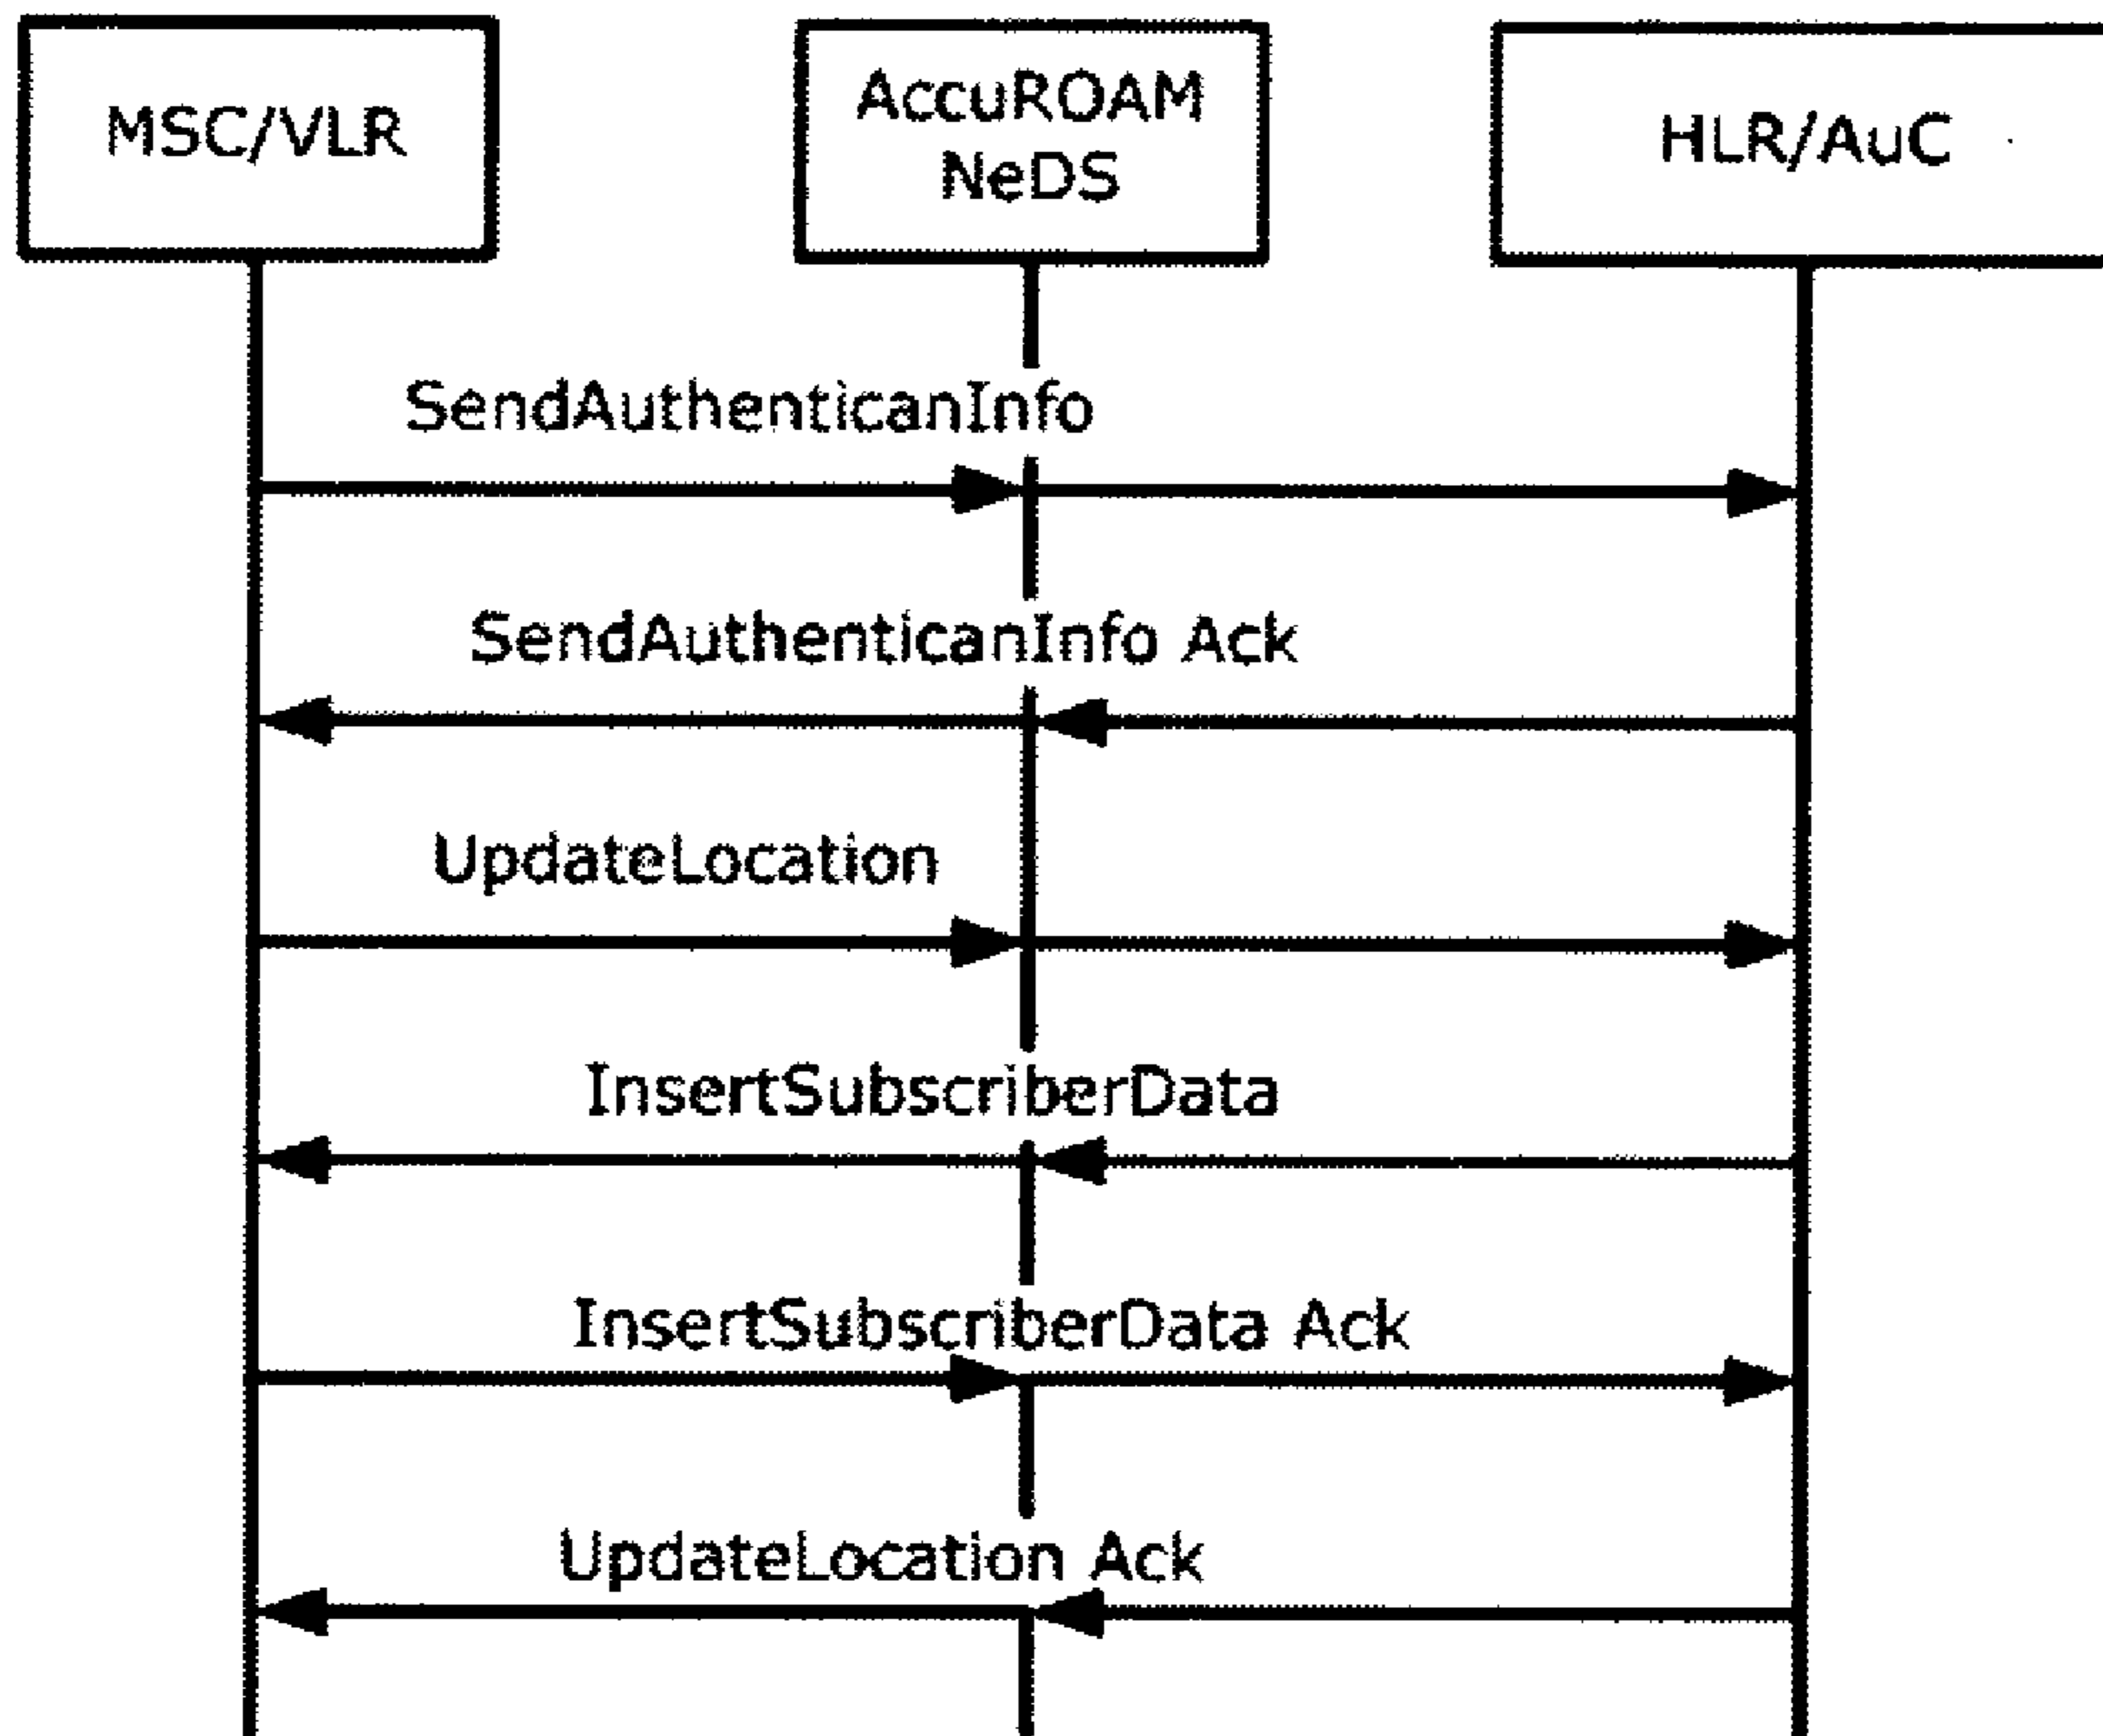 MSC/VLR
AccuROAM
NeDS
HLR/AuC
SendAuthenticanInfo
SendAuthenticanInfo Ack
UpdateLocation
InsertSubscriberData
InsertSubscriberData Ack
UpdateLocation Ack